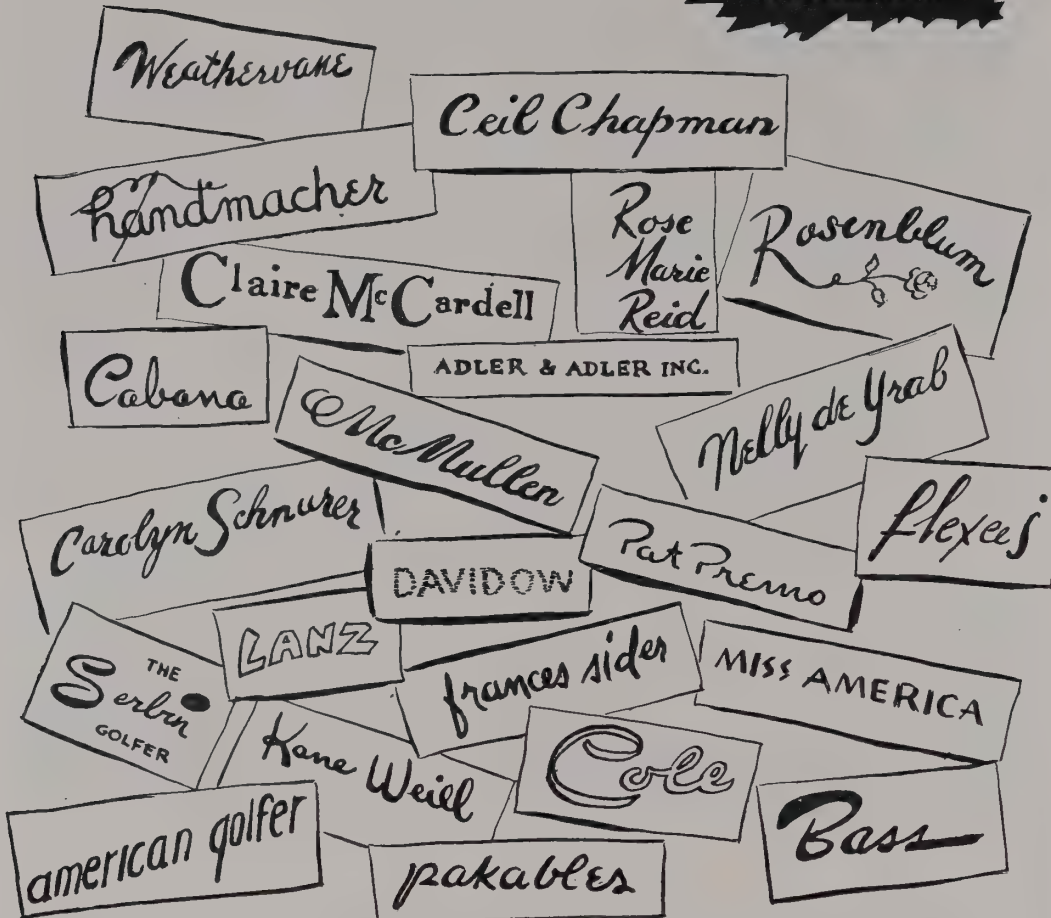 Weathervane
Ceil Chapman
handmacher
Rose
Marie
Reid
Rosenblum
Claire McCardell
ADLER & ADLER INC.
Cabana
McMullen
Nelly de Grab
Carolyn Schnurer
flexees
Pat Premo
DAVIDOW
LANZ
THE
Serbin
GOLFER
frances sider
MISS AMERICA
Kane Weill
Cole
american golfer
Bass
pakables